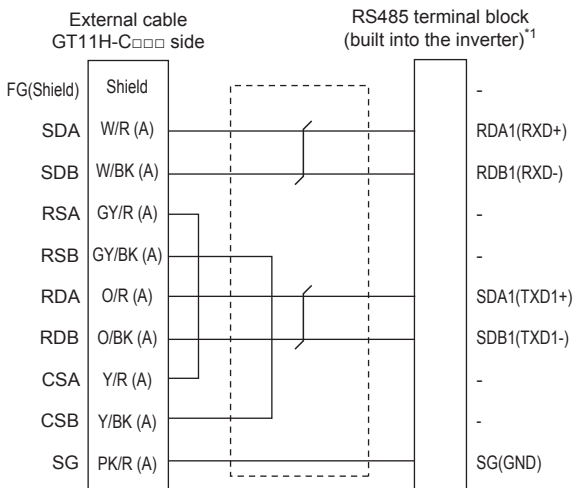 External cable
GT11H-C□□□ side
RS485 terminal block
(built into the inverter)*1
FG(Shield) Shield -
SDA W/R (A) RDA1(RXD+)
SDB W/BK (A) RDB1(RXD-)
RSA GY/R (A) -
RSB GY/BK (A) -
RDA O/R (A) SDA1(TXD1+)
RDB O/BK (A) SDB1(TXD1-)
CSA Y/R (A) -
CSB Y/BK (A) -
SG PK/R (A) SG(GND)